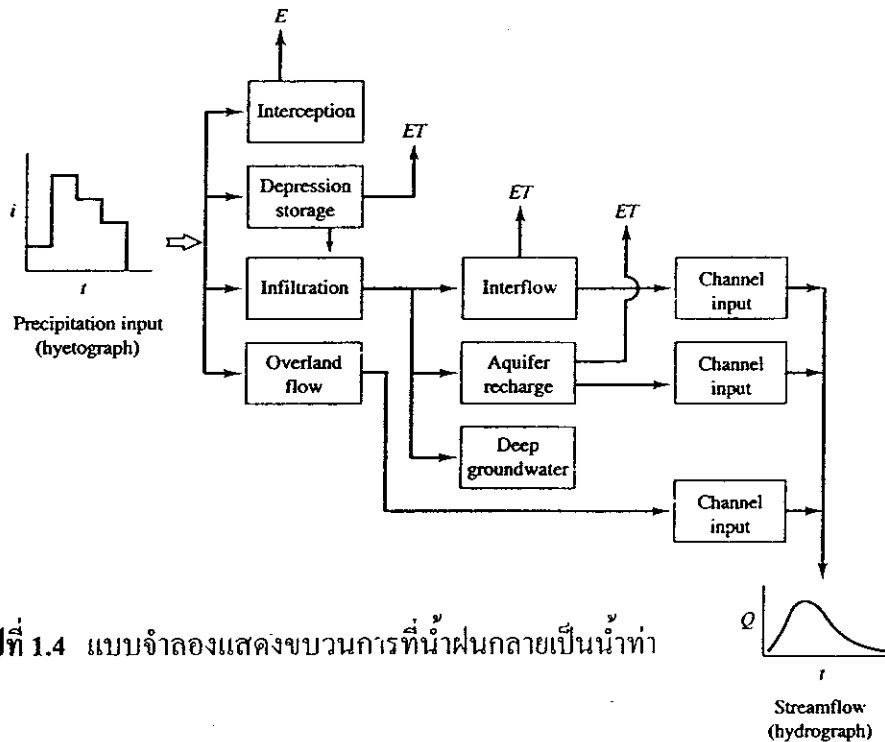 E
Interception
ET
Depression
storage
ET
ET
i
Infiltration
Interflow
Channel
input
t
Precipitation input
(hyetograph)
Overland
flow
Aquifer
recharge
Channel
input
Deep
groundwater
Channel
input
ที่ 1.4 แบบจำลองแสดงขบวนการที่น้ำฝนกลายเป็นน้ำท่า
Q
t
Streamflow
(hydrograph)